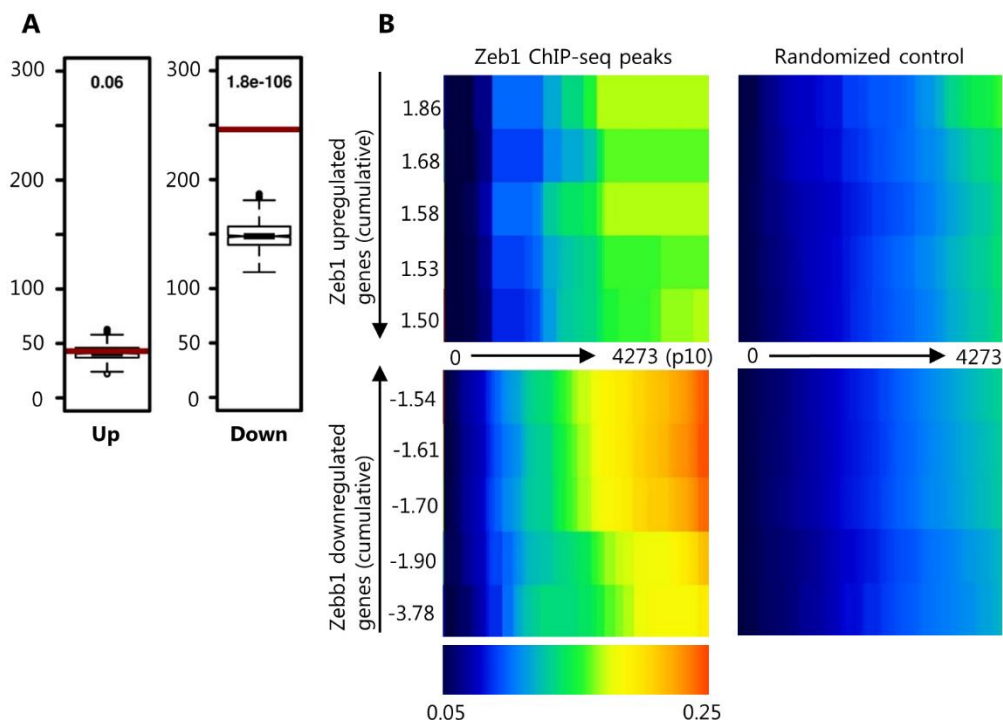 A
300
200
100
50
0
0.06
Up
300
200
100
50
0
1.8e-106
Down
B
Zeb1 ChIP-seq peaks
Randomized control
Zeb1 upregulated
genes (cumulative)
1.86
1.68
1.58
1.53
1.50
0
4273 (p10)
0
4273
Zebb1 downregulated
genes (cumulative)
-1.54
-1.61
-1.70
-1.90
-3.78
0.05
0.25